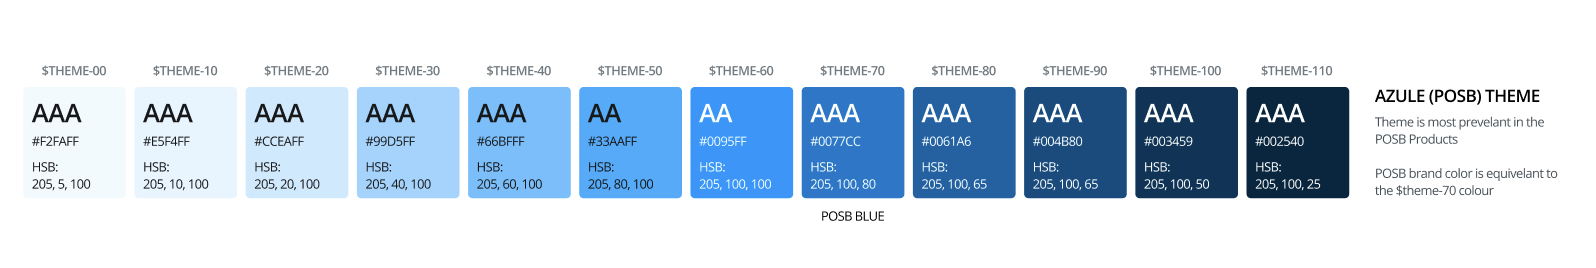 $THEME-00
AAA
#F2FAFF
HSB:
205, 5, 100
$THEME-10
AAA
#E5F4FF
HSB:
205, 10, 100
$THEME-20
AAA
#CCEAFF
HSB:
205, 20, 100
$THEME-30
AAA
#99D5FF
HSB:
205, 40, 100
$THEME-40
AAA
#66BFFF
HSB:
205, 60, 100
$THEME-50
AA
#33AAFF
HSB:
205, 80, 100
$THEME-60
AA
#0095FF
HSB:
205, 100, 100
$THEME-70
AAA
#0077CC
HSB:
205, 100, 80
POSB BLUE
$THEME-80
AAA
#0061A6
HSB:
205, 100, 65
$THEME-90
AAA
#004B80
HSB:
205, 100, 65
$THEME-100
AAA
#003459
HSB:
205, 100, 50
$THEME-110
AAA
#002540
HSB:
205, 100, 25
AZULE (POSB) THEME
Theme is most prevelant in the
POSB Products
POSB brand color is equivelant to
the $theme-70 colour